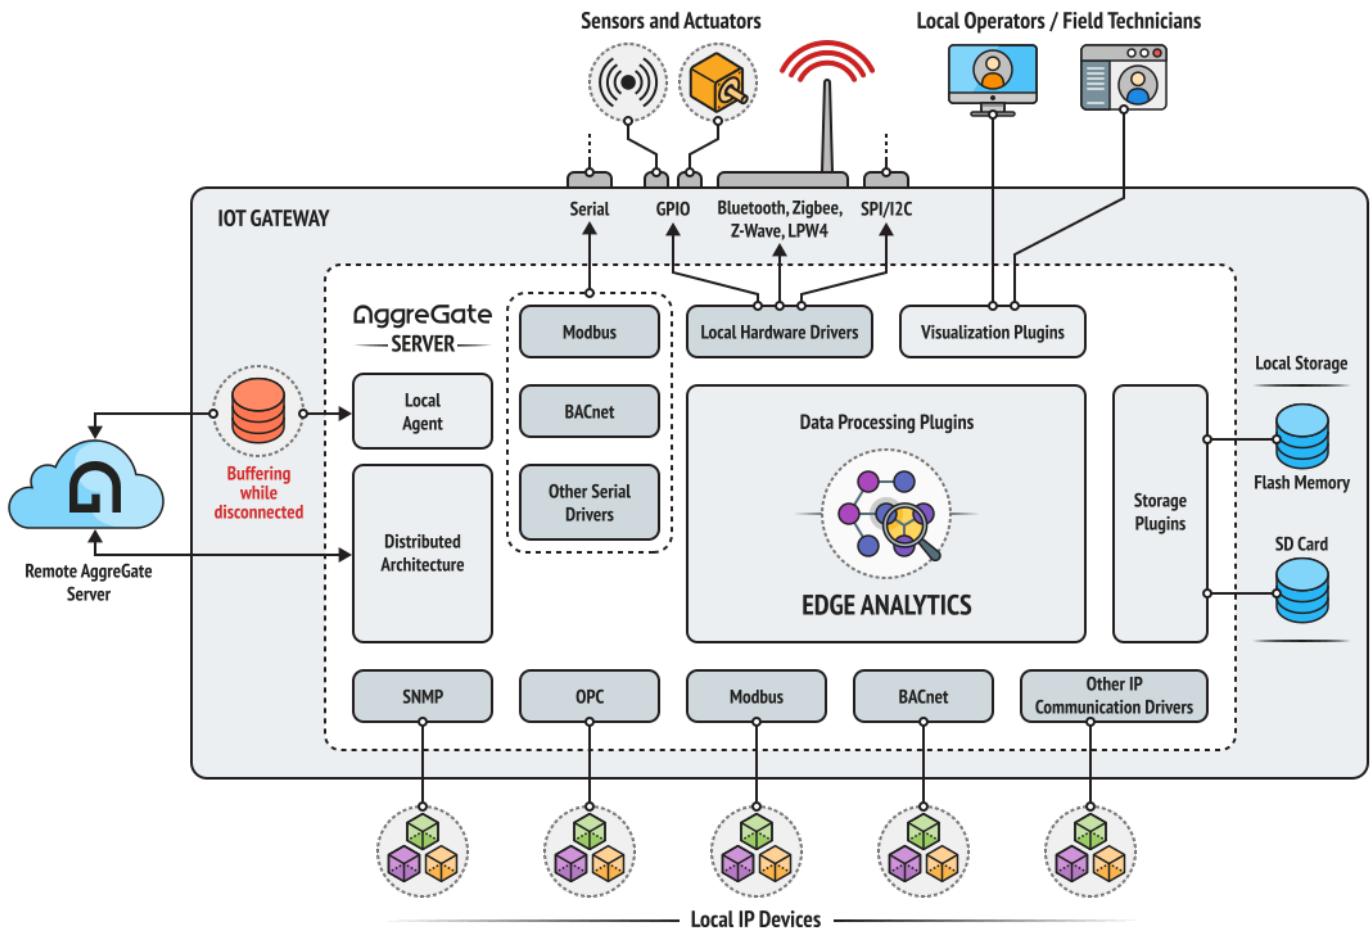 Sensors and Actuators
Local Operators / Field Technicians
IOT GATEWAY
Serial
GPIO
Bluetooth, Zigbee,
Z-Wave, LPW4
SPI/I2C
AggreGate
SERVER
Modbus
Local Hardware Drivers
Visualization Plugins
Local Storage
Local
Agent
BACnet
Data Processing Plugins
Buffering
while
disconnected
Flash Memory
Other Serial
Drivers
Storage
Plugins
Distributed
Architecture
SD Card
Remote AggreGate
Server
EDGE ANALYTICS
SNMP
OPC
Modbus
BACnet
Other IP
Communication Drivers
Local IP Devices